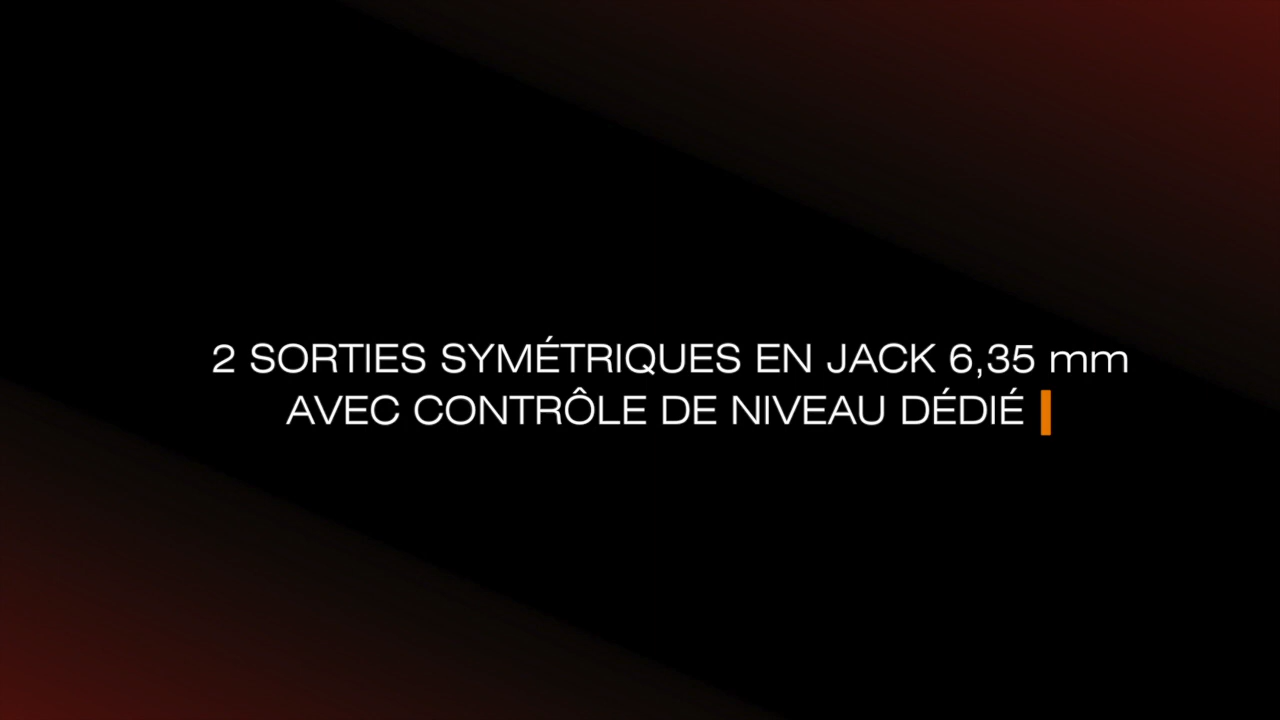 2 SORTIES SYMÉTRIQUES EN JACK 6,35 mm
AVEC CONTRÔLE DE NIVEAU DÉDIÉ